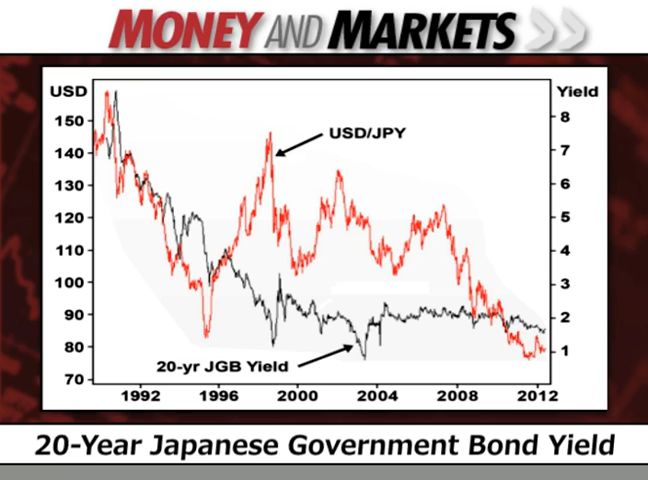 MONEY AND MARKETS
USD
Yield
150
140
130
120
110
100
90
80
70
8
7
6
5
4
3
2
1
USD/JPY
20-yr JGB Yield
1992 1996 2000 2004 2008 2012
20-Year Japanese Government Bond Yield